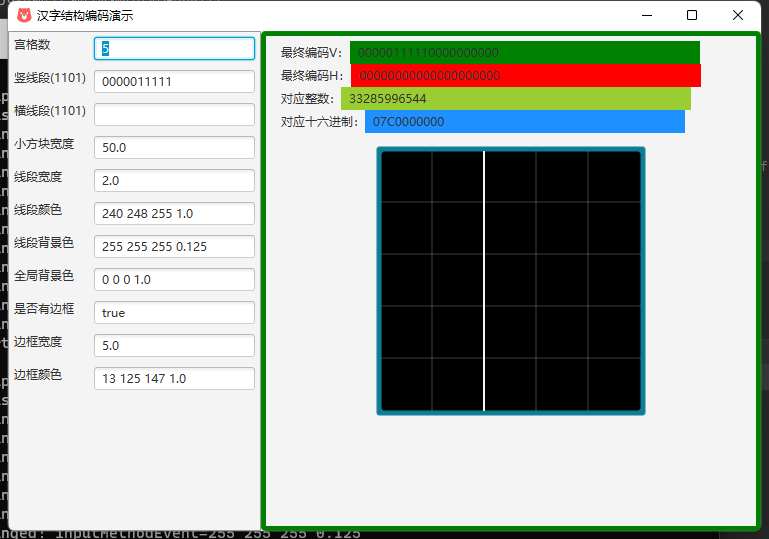 汉字结构编码演示
宫格数 5
竖线段(1101) 0000011111
横线段(1101)
小方块宽度 50.0
线段宽度 2.0
线段颜色 240 248 255 1.0
线段背景色 255 255 255 0.125
全局背景色 0 0 0 1.0
是否有边框 true
边框宽度 5.0
边框颜色 13 125 147 1.0
最终编码V: 00000111110000000000
最终编码H: 00000000000000000000
对应整数: 33285996544
对应十六进制: 07C0000000
anged: InputMethodEvent=255 255 255 0.125